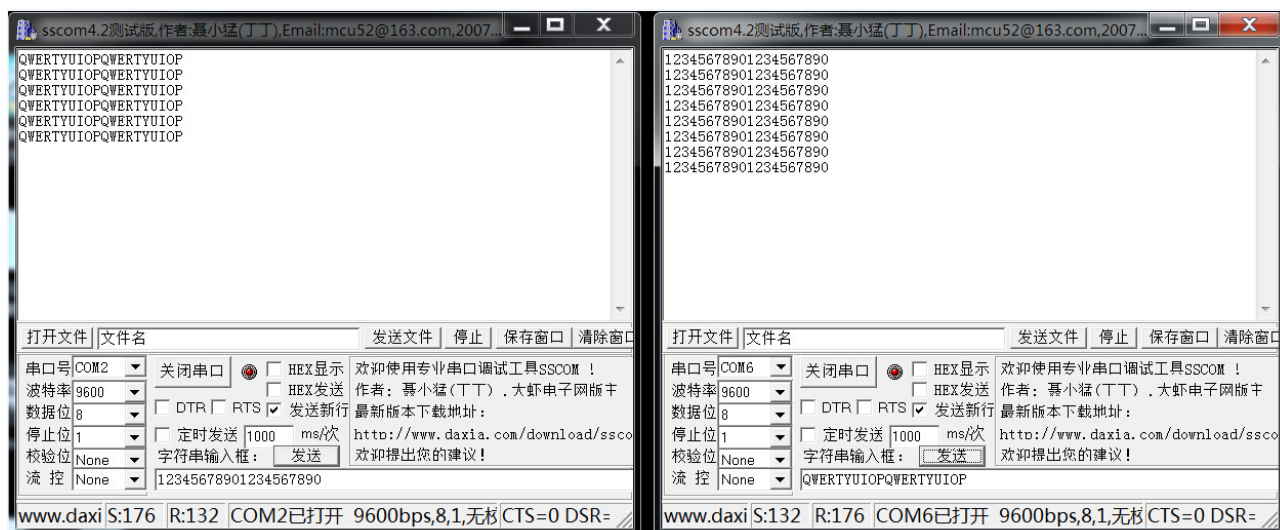 sscom4.2测试版,作者:聂小猛(丁丁),Email:mcu52@163.com,2007...
QWERTYUIOPQWERTYUIOP
QWERTYUIOPQWERTYUIOP
QWERTYUIOPQWERTYUIOP
QWERTYUIOPQWERTYUIOP
QWERTYUIOPQWERTYUIOP
QWERTYUIOPQWERTYUIOP
打开文件 文件名 发送文件 停止 保存窗口 清除窗口
串口号 COM2 关闭串口 HEX显示 欢迎使用专业串口调试工具SSCOM !
波特率 9600 HEX发送 作者: 聂小猛(丁丁) .大虾电子网版主
数据位 8 DTR RTS 发送新行 最新版本下载地址:
停止位 1 定时发送 1000 ms/次 http://www.daxia.com/download/ssco
校验位 None 字符串输入框: 发送 欢迎提出您的建议!
流 控 None 12345678901234567890
www.daxi S:176 R:132 COM2已打开 9600bps,8,1,无校 CTS=0 DSR=
sscom4.2测试版,作者:聂小猛(丁丁),Email:mcu52@163.com,2007...
12345678901234567890
12345678901234567890
12345678901234567890
12345678901234567890
12345678901234567890
12345678901234567890
12345678901234567890
12345678901234567890
打开文件 文件名 发送文件 停止 保存窗口 清除窗口
串口号 COM6 关闭串口 HEX显示 欢迎使用专业串口调试工具SSCOM !
波特率 9600 HEX发送 作者: 聂小猛(丁丁) .大虾电子网版主
数据位 8 DTR RTS 发送新行 最新版本下载地址:
停止位 1 定时发送 1000 ms/次 http://www.daxia.com/download/ssco
校验位 None 字符串输入框: 发送 欢迎提出您的建议!
流 控 None QWERTYUIOPQWERTYUIOP
www.daxi S:132 R:176 COM6已打开 9600bps,8,1,无校 CTS=0 DSR=